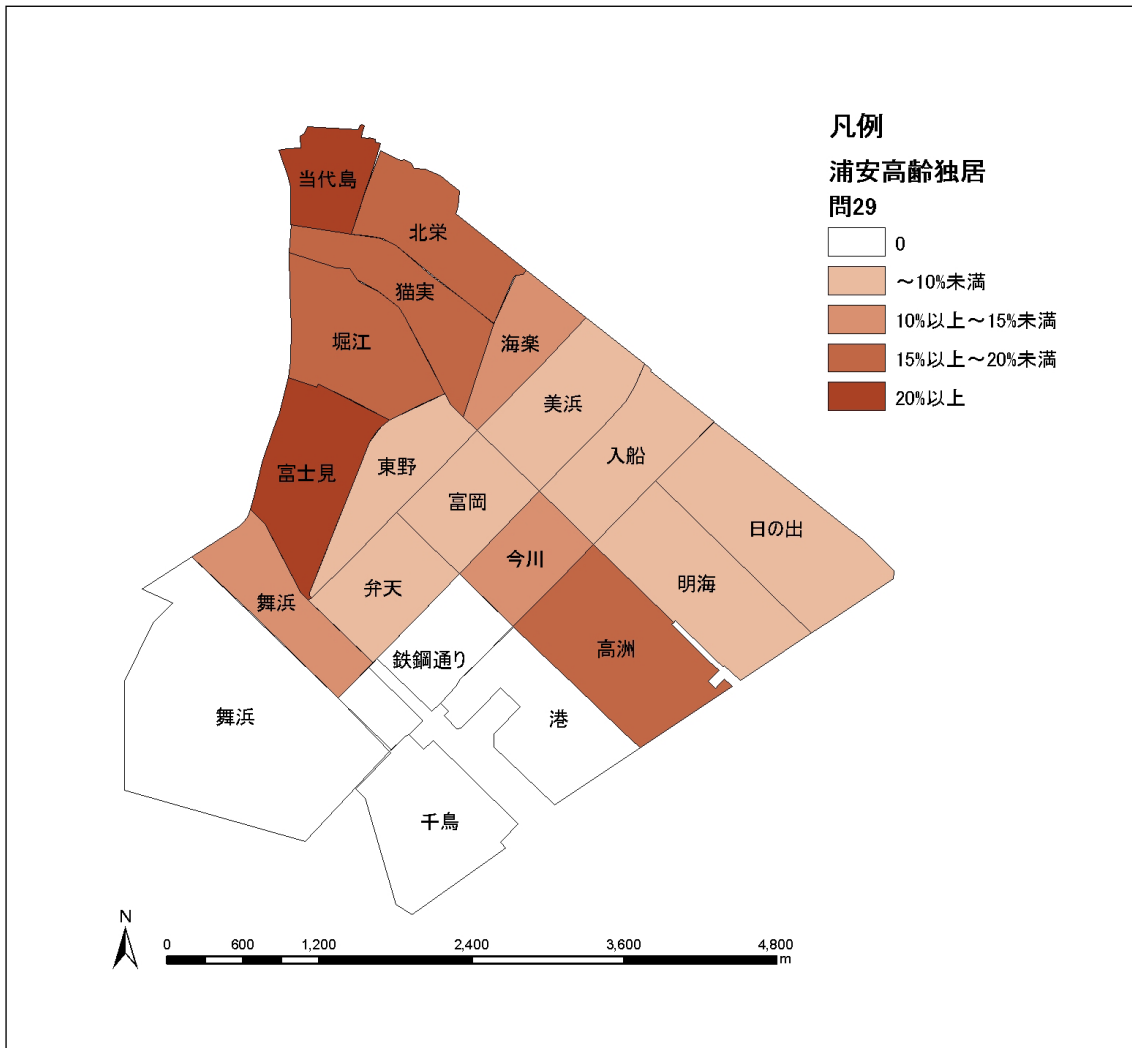 凡例
浦安高齢独居
問29
0
～10%未満
10%以上～15%未満
15%以上～20%未満
20%以上
当代島
北栄
猫実
堀江
海楽
美浜
入船
東野
富士見
富岡
日の出
今川
明海
弁天
舞浜
高洲
鉄鋼通り
舞浜
港
千鳥
N
0 600 1,200 2,400 3,600 4,800
m